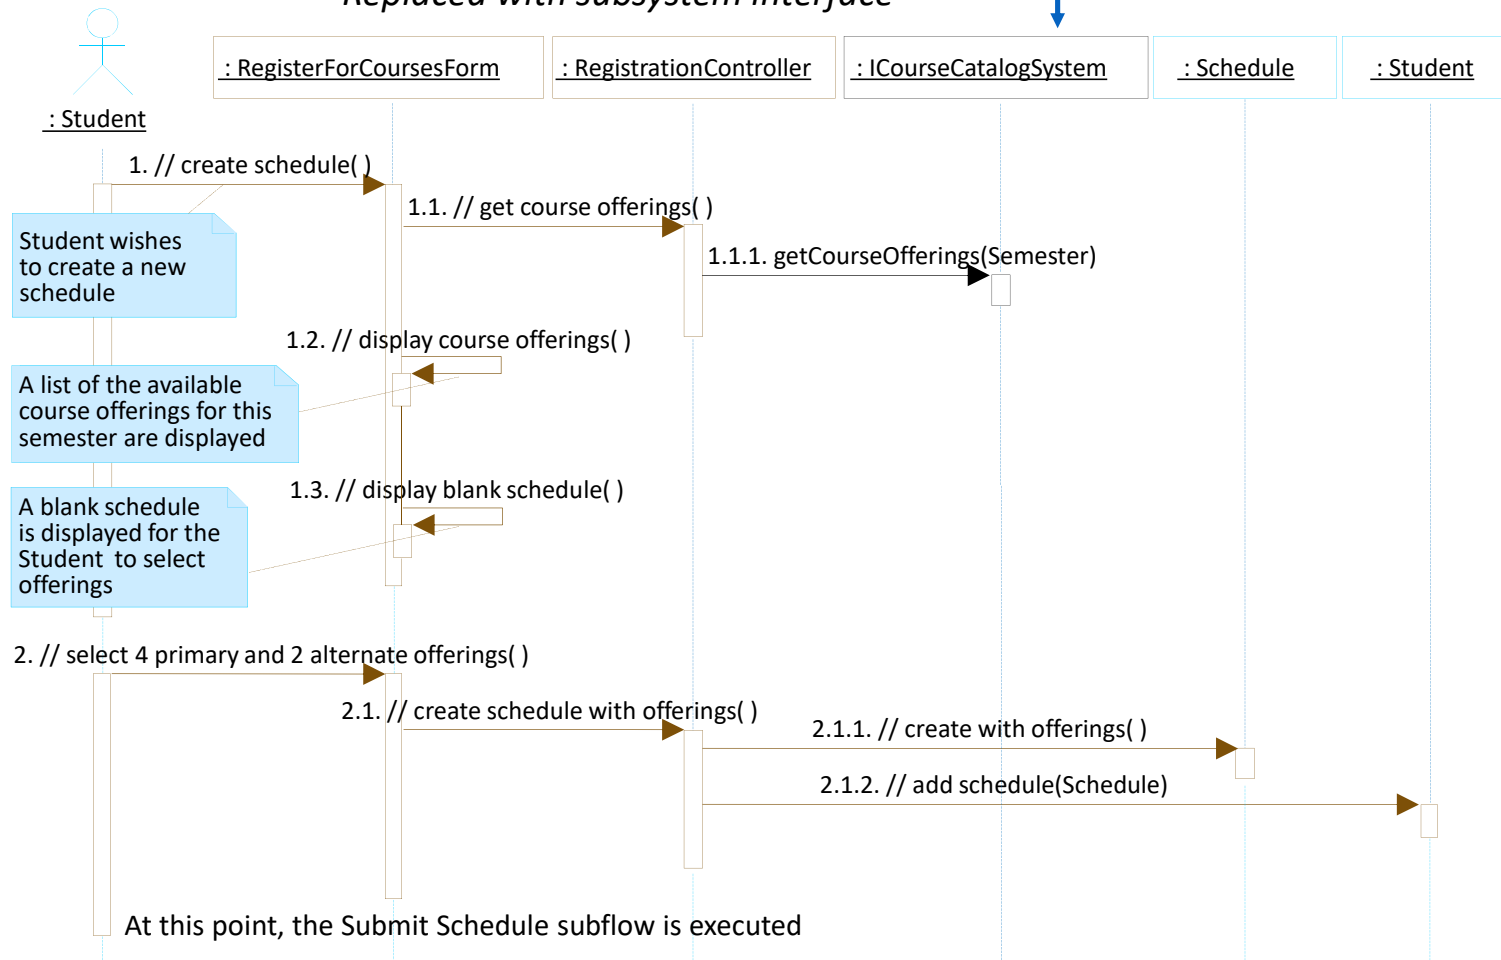 Replaced with subsystem interface
: RegisterForCoursesForm
: RegistrationController
: ICourseCatalogSystem
: Schedule
: Student
: Student
1. // create schedule( )
1.1. // get course offerings( )
Student wishes
to create a new
schedule
1.1.1. getCourseOfferings(Semester)
1.2. // display course offerings( )
A list of the available
course offerings for this
semester are displayed
1.3. // display blank schedule( )
A blank schedule
is displayed for the
Student to select
offerings
2. // select 4 primary and 2 alternate offerings( )
2.1. // create schedule with offerings( )
2.1.1. // create with offerings( )
2.1.2. // add schedule(Schedule)
At this point, the Submit Schedule subflow is executed